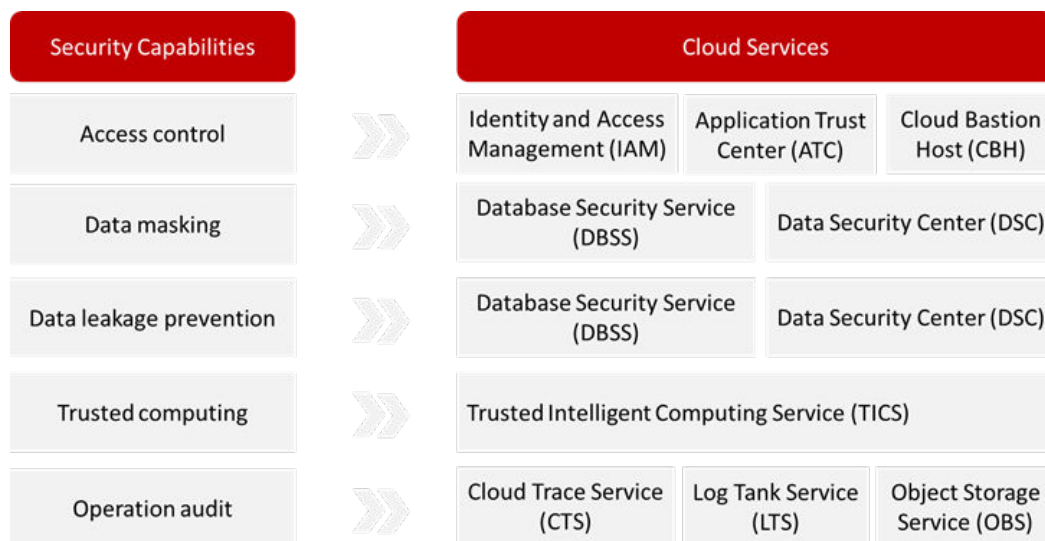 Security Capabilities
Cloud Services
Access control
Identity and Access
Management (IAM)
Application Trust
Center (ATC)
Cloud Bastion
Host (CBH)
Data masking
Database Security Service
(DBSS)
Data Security Center (DSC)
Data leakage prevention
Database Security Service
(DBSS)
Data Security Center (DSC)
Trusted computing
Trusted Intelligent Computing Service (TICS)
Operation audit
Cloud Trace Service
(CTS)
Log Tank Service
(LTS)
Object Storage
Service (OBS)